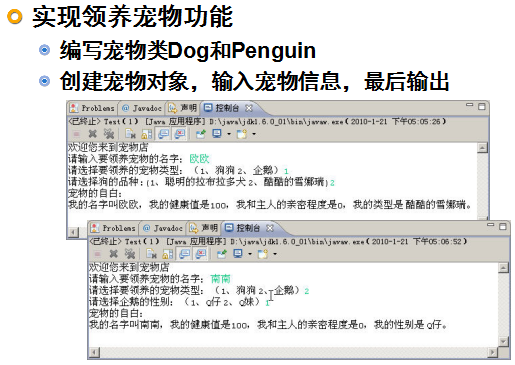 实现领养宠物功能
编写宠物类Dog和Penguin
创建宠物对象，输入宠物信息，最后输出
Problems @ Javadoc 声明 控制台
<已终止> Test (1) [Java 应用程序] D:\java\jdk1.6.0_01\bin\javaw.exe (2010-1-21 下午05:05:26)
欢迎您来到宠物店
请输入要领养宠物的名字：欧欧
请选择要领养的宠物类型：（1、狗狗 2、企鹅）1
请选择狗的品种：(1、聪明的拉布拉多犬 2、酷酷的雪娜瑞)2
宠物的自白：
我的名字叫欧欧，我的健康值是100，我和主人的亲密程度是0，我的类型是 酷酷的雪娜瑞。
Problems @ Javadoc 声明 控制台
<已终止> Test (1) [Java 应用程序] D:\java\jdk1.6.0_01\bin\javaw.exe (2010-1-21 下午05:06:52)
欢迎您来到宠物店
请输入要领养宠物的名字：南南
请选择要领养的宠物类型：（1、狗狗 2、企鹅）2
请选择企鹅的性别：（1、Q仔 2、Q妹）1
宠物的自白：
我的名字叫南南，我的健康值是100，我和主人的亲密程度是0，我的性别是 Q仔。